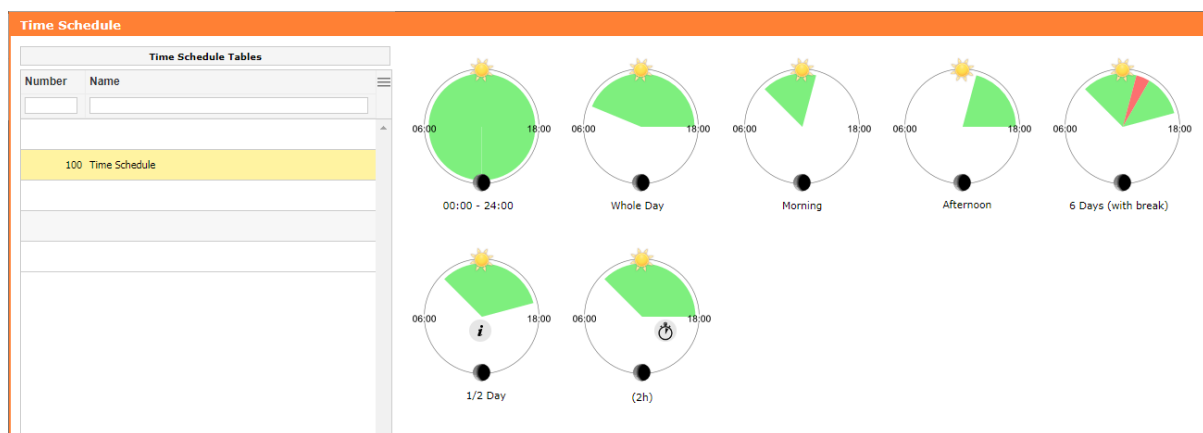 Time Schedule
Time Schedule Tables
Number Name
100 Time Schedule
06:00 18:00 06:00 18:00 06:00 18:00 06:00 18:00 06:00 18:00
00:00 - 24:00 Whole Day Morning Afternoon 6 Days (with break)
06:00 18:00 06:00 18:00
i
1/2 Day (2h)